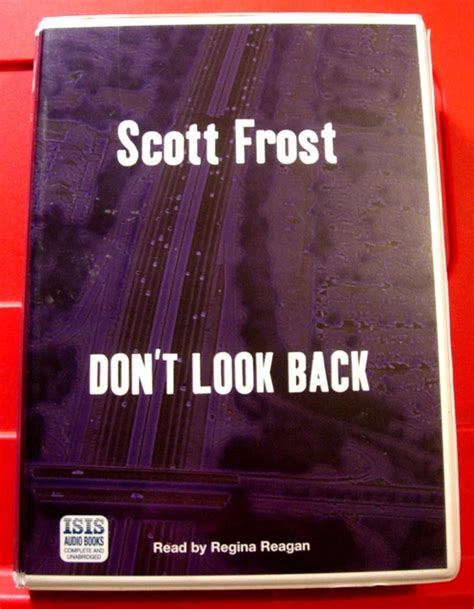 Scott Frost
DON'T LOOK BACK
ISIS
AUDIO BOOKS
COMPLETE AND
UNABRIDGED
Read by Regina Reagan